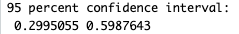 95 percent confidence interval:
0.2995055 0.5987643